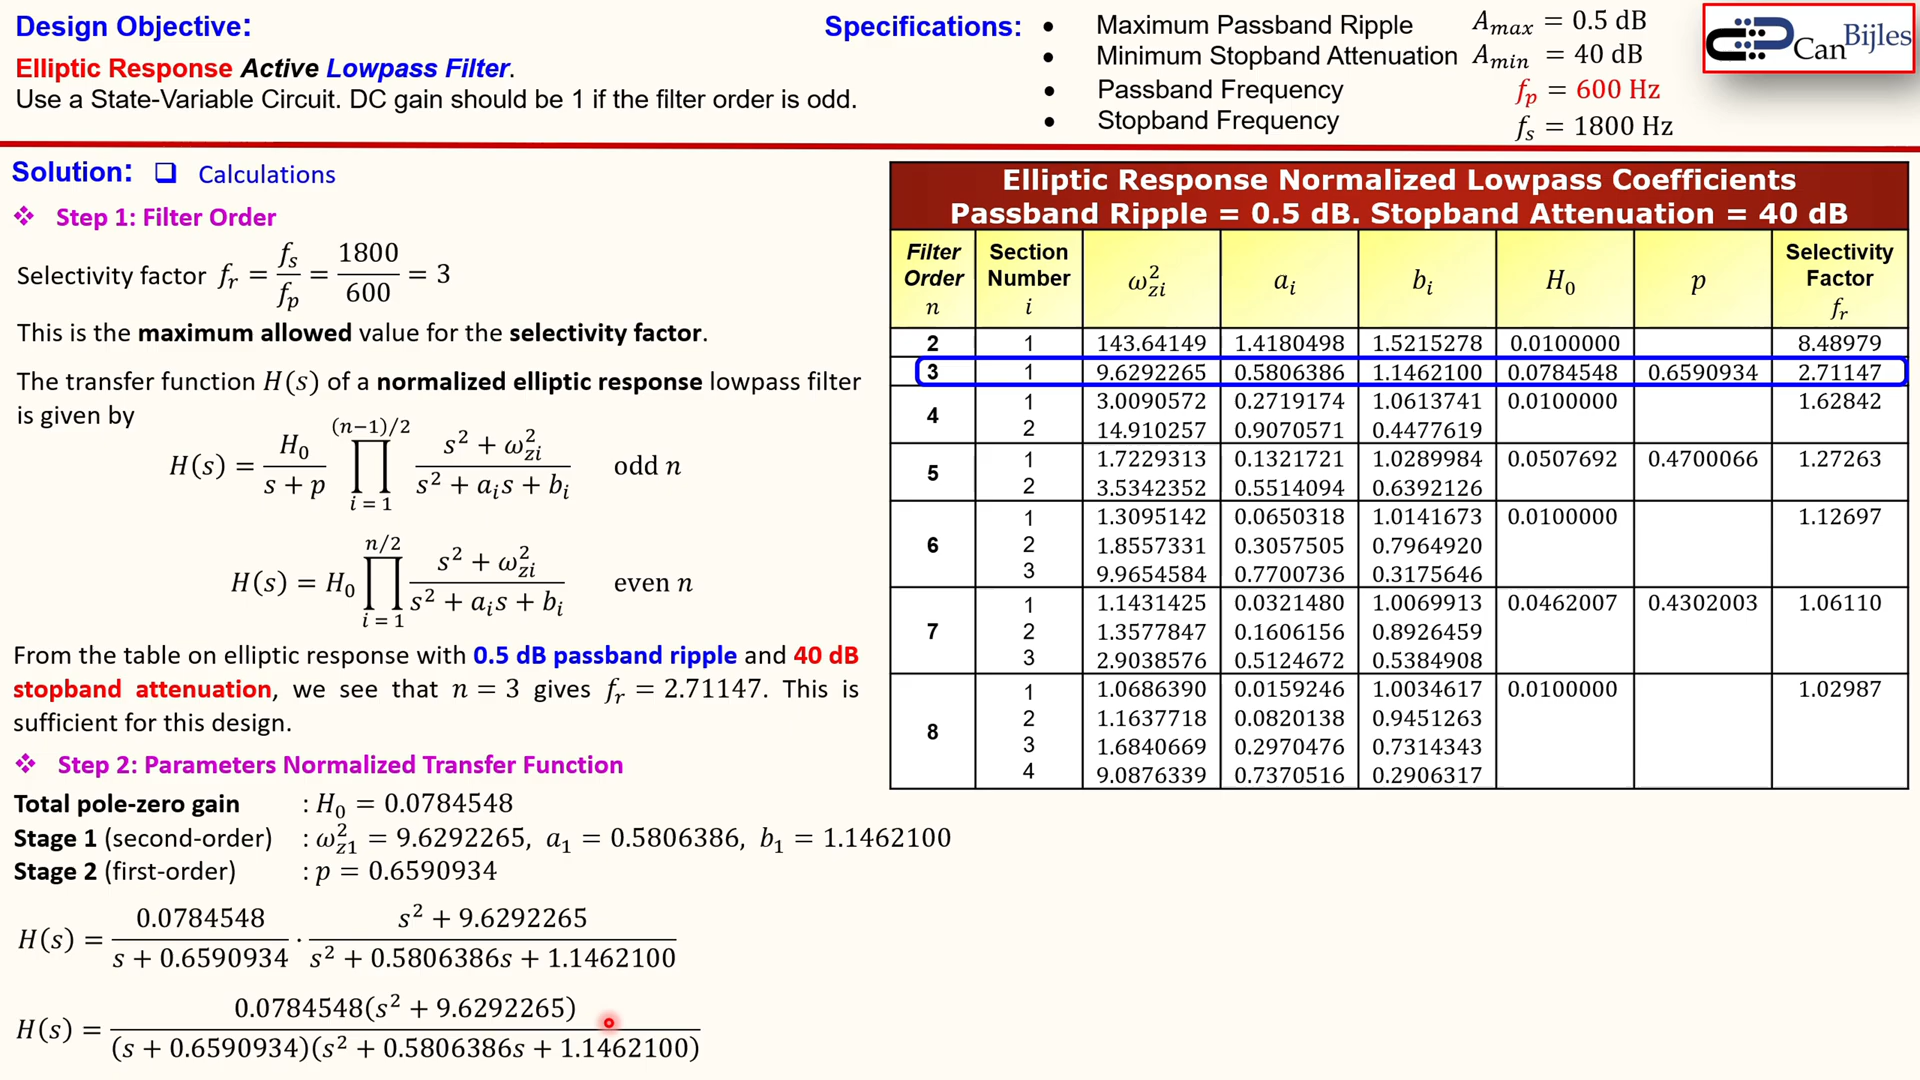 Design Objective:
Elliptic Response Active Lowpass Filter.
Use a State-Variable Circuit. DC gain should be 1 if the filter order is odd.
Specifications:
• Maximum Passband Ripple A_max = 0.5 dB
• Minimum Stopband Attenuation A_min = 40 dB
• Passband Frequency f_p = 600 Hz
• Stopband Frequency f_s = 1800 Hz
CanBijles
Solution: ❑ Calculations
❖ Step 1: Filter Order
Selectivity factor f_r = f_s / f_p = 1800 / 600 = 3
This is the maximum allowed value for the selectivity factor.
The transfer function H(s) of a normalized elliptic response lowpass filter
is given by
H(s) = H_0 / (s + p) ∏_{i = 1}^{(n−1)/2} (s² + ω_{zi}²) / (s² + a_i s + b_i) odd n
H(s) = H_0 ∏_{i = 1}^{n/2} (s² + ω_{zi}²) / (s² + a_i s + b_i) even n
From the table on elliptic response with 0.5 dB passband ripple and 40 dB
stopband attenuation, we see that n = 3 gives f_r = 2.71147. This is
sufficient for this design.
❖ Step 2: Parameters Normalized Transfer Function
Total pole-zero gain : H_0 = 0.0784548
Stage 1 (second-order) : ω_{z1}² = 9.6292265, a_1 = 0.5806386, b_1 = 1.1462100
Stage 2 (first-order) : p = 0.6590934
H(s) = 0.0784548 / (s + 0.6590934) · (s² + 9.6292265) / (s² + 0.5806386s + 1.1462100)
H(s) = 0.0784548(s² + 9.6292265) / (s + 0.6590934)(s² + 0.5806386s + 1.1462100)
Elliptic Response Normalized Lowpass Coefficients
Passband Ripple = 0.5 dB. Stopband Attenuation = 40 dB
Filter Order n | Section Number i | ω_{zi}² | a_i | b_i | H_0 | p | Selectivity Factor f_r
2 | 1 | 143.64149 | 1.4180498 | 1.5215278 | 0.0100000 | | 8.48979
3 | 1 | 9.6292265 | 0.5806386 | 1.1462100 | 0.0784548 | 0.6590934 | 2.71147
4 | 1 | 3.0090572 | 0.2719174 | 1.0613741 | 0.0100000 | | 1.62842
2 | 14.910257 | 0.9070571 | 0.4477619
5 | 1 | 1.7229313 | 0.1321721 | 1.0289984 | 0.0507692 | 0.4700066 | 1.27263
2 | 3.5342352 | 0.5514094 | 0.6392126
6 | 1 | 1.3095142 | 0.0650318 | 1.0141673 | 0.0100000 | | 1.12697
2 | 1.8557331 | 0.3057505 | 0.7964920
3 | 9.9654584 | 0.7700736 | 0.3175646
7 | 1 | 1.1431425 | 0.0321480 | 1.0069913 | 0.0462007 | 0.4302003 | 1.06110
2 | 1.3577847 | 0.1606156 | 0.8926459
3 | 2.9038576 | 0.5124672 | 0.5384908
8 | 1 | 1.0686390 | 0.0159246 | 1.0034617 | 0.0100000 | | 1.02987
2 | 1.1637718 | 0.0820138 | 0.9451263
3 | 1.6840669 | 0.2970476 | 0.7314343
4 | 9.0876339 | 0.7370516 | 0.2906317